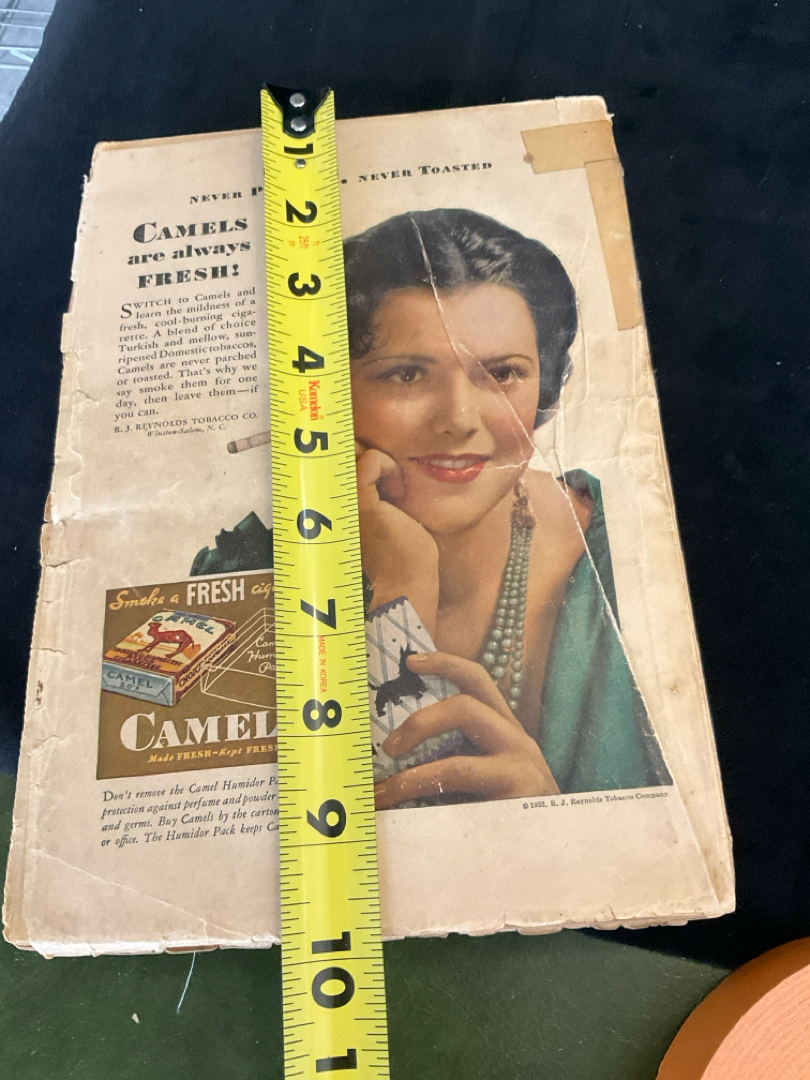 NEVER • NEVER TOASTED
CAMELS
are always
FRESH!
SWITCH to Camels and
learn the mildness of a
fresh, cool-burning ciga-
rette. A blend of choice
Turkish and mellow, sun-
ripened Domestic tobaccos,
Camels are never parched
or toasted. That's why we
say smoke them for one
day, then leave them—if
you can.
R. J. REYNOLDS TOBACCO CO.
Winston-Salem, N. C.
Smoke a FRESH
CAMEL
CAMEL
20's
CAMEL
Made FRESH–Kept FRESH
Don't remove the Camel Humidor
protection against perfume and powder
and germs. Buy Camels by the carton
or office. The Humidor Pack keeps
© 1932, R. J. Reynolds Tobacco Company
1
2
25ft
3
4
Komelon
USA
5
6
7
MADE IN KOREA
8
9
10
1